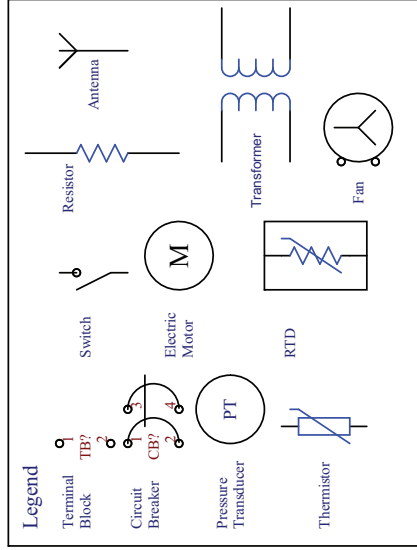 Legend
Terminal
Block
1
TB?
2
Circuit
Breaker
1
3
CB?
2
4
Pressure
Transducer
PT
Thermistor
Switch
Electric
Motor
M
RTD
Resistor
Antenna
Transformer
Fan